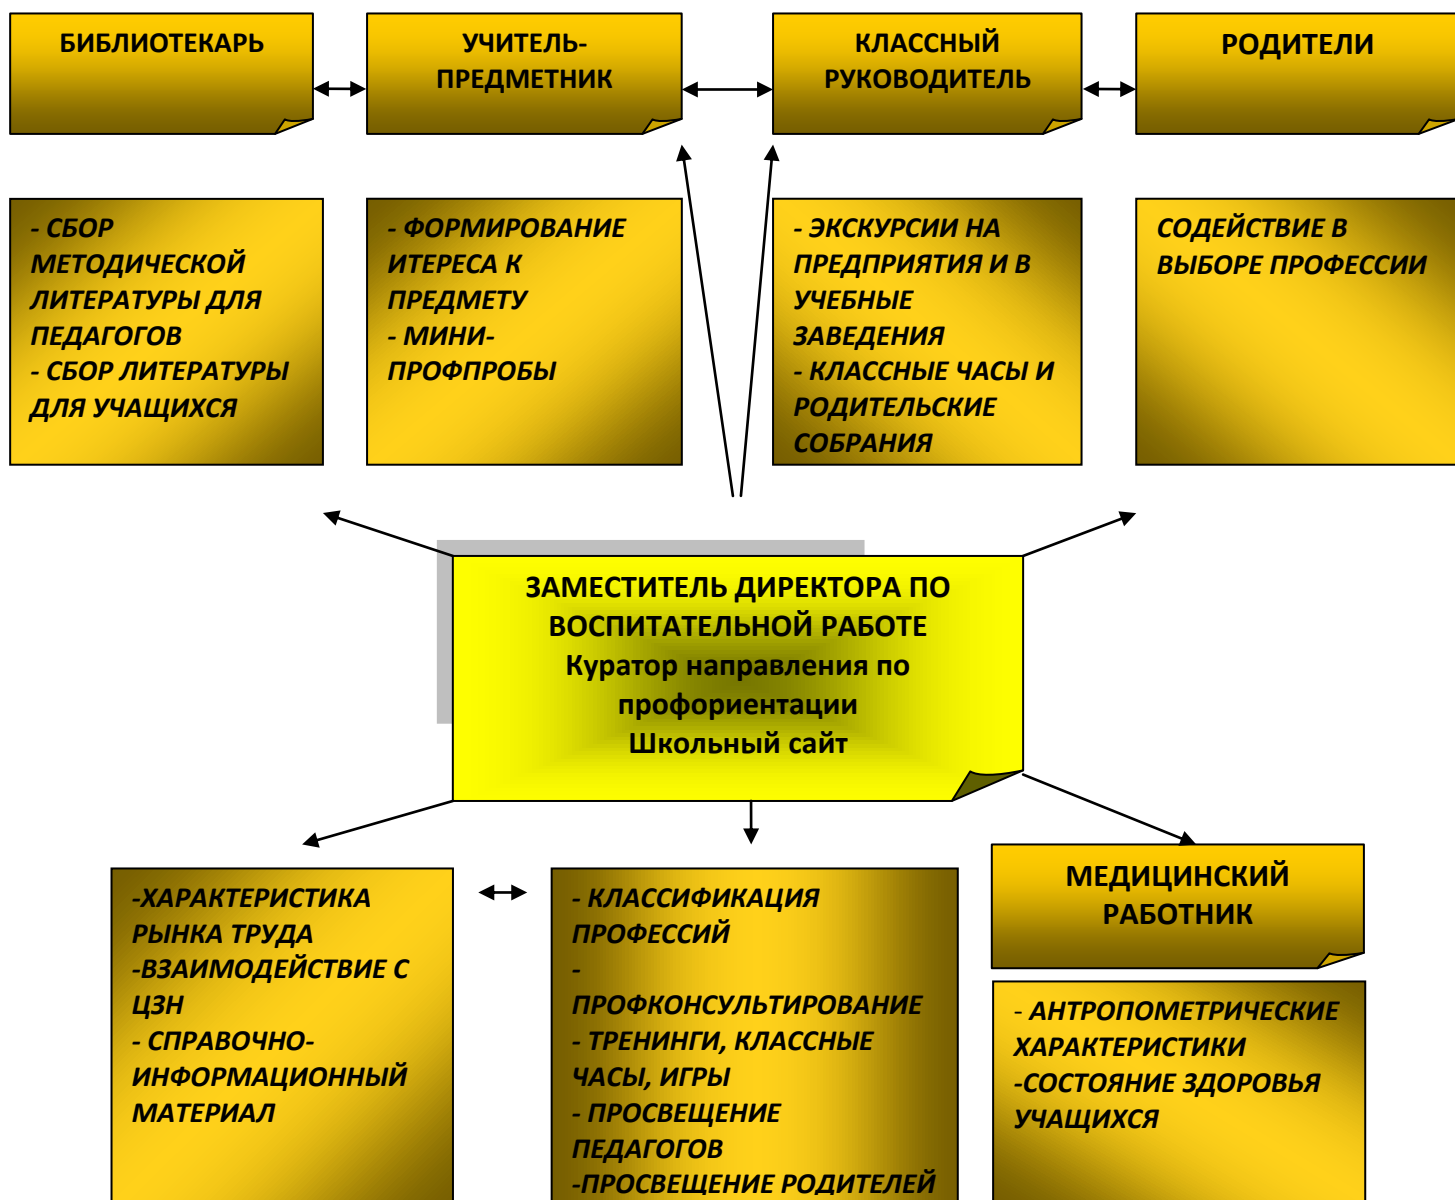 БИБЛИОТЕКАРЬ
УЧИТЕЛЬ-
ПРЕДМЕТНИК
КЛАССНЫЙ
РУКОВОДИТЕЛЬ
РОДИТЕЛИ
- СБОР
МЕТОДИЧЕСКОЙ
ЛИТЕРАТУРЫ ДЛЯ
ПЕДАГОГОВ
- СБОР ЛИТЕРАТУРЫ
ДЛЯ УЧАЩИХСЯ
- ФОРМИРОВАНИЕ
ИТЕРЕСА К
ПРЕДМЕТУ
- МИНИ-
ПРОФПРОБЫ
- ЭКСКУРСИИ НА
ПРЕДПРИЯТИЯ И В
УЧЕБНЫЕ
ЗАВЕДЕНИЯ
- КЛАССНЫЕ ЧАСЫ И
РОДИТЕЛЬСКИЕ
СОБРАНИЯ
СОДЕЙСТВИЕ В
ВЫБОРЕ ПРОФЕССИИ
ЗАМЕСТИТЕЛЬ ДИРЕКТОРА ПО
ВОСПИТАТЕЛЬНОЙ РАБОТЕ
Куратор направления по
профориентации
Школьный сайт
-ХАРАКТЕРИСТИКА
РЫНКА ТРУДА
-ВЗАИМОДЕЙСТВИЕ С
ЦЗН
- СПРАВОЧНО-
ИНФОРМАЦИОННЫЙ
МАТЕРИАЛ
- КЛАССИФИКАЦИЯ
ПРОФЕССИЙ
-
ПРОФКОНСУЛЬТИРОВАНИЕ
- ТРЕНИНГИ, КЛАССНЫЕ
ЧАСЫ, ИГРЫ
- ПРОСВЕЩЕНИЕ
ПЕДАГОГОВ
-ПРОСВЕЩЕНИЕ РОДИТЕЛЕЙ
МЕДИЦИНСКИЙ
РАБОТНИК
- АНТРОПОМЕТРИЧЕСКИЕ
ХАРАКТЕРИСТИКИ
-СОСТОЯНИЕ ЗДОРОВЬЯ
УЧАЩИХСЯ